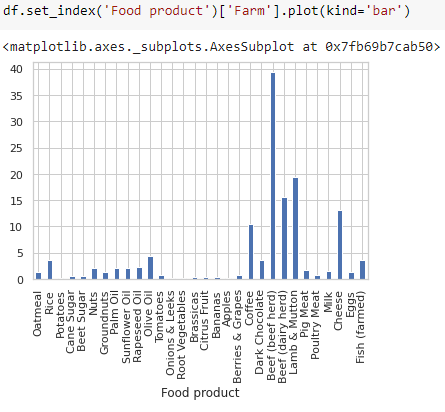 df.set_index('Food product')['Farm'].plot(kind='bar')
<matplotlib.axes._subplots.AxesSubplot at 0x7fb69b7cab50>
40
35
30
25
20
15
10
5
0
Oatmeal
Rice
Potatoes
Cane Sugar
Beet Sugar
Nuts
Groundnuts
Palm Oil
Sunflower Oil
Rapeseed Oil
Olive Oil
Tomatoes
Onions & Leeks
Root Vegetables
Brassicas
Citrus Fruit
Bananas
Apples
Berries & Grapes
Coffee
Dark Chocolate
Beef (beef herd)
Beef (dairy herd)
Lamb & Mutton
Pig Meat
Poultry Meat
Milk
Cheese
Eggs
Fish (farmed)
Food product